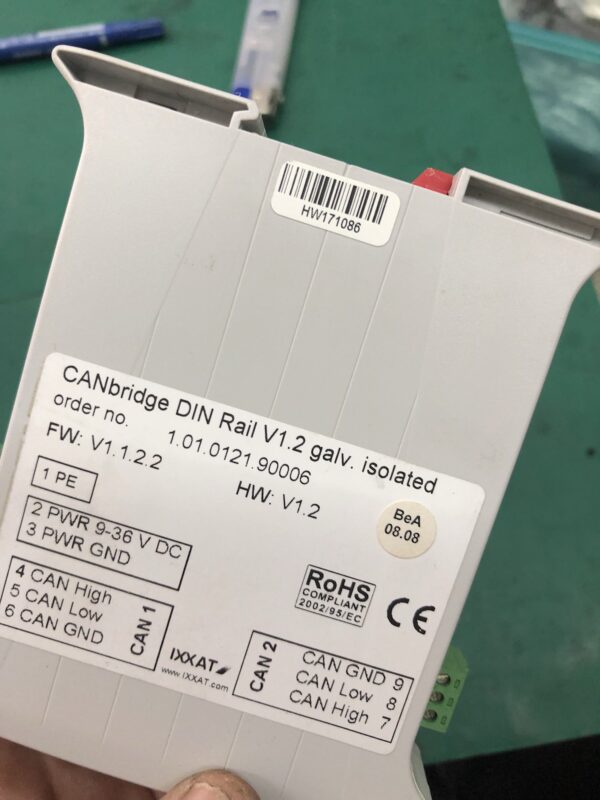 HW171086
CANbridge DIN Rail V1.2 galv. isolated
order no. 1.01.0121.90006
FW: V1.1.2.2 HW: V1.2
BeA
08.08
1 PE
2 PWR 9-36 V DC
3 PWR GND
4 CAN High
5 CAN Low
6 CAN GND
CAN 1
RoHS
COMPLIANT
2002/95/EC
CE
IXXAT
www.IXXAT.com
CAN 2
CAN GND 9
CAN Low 8
CAN High 7